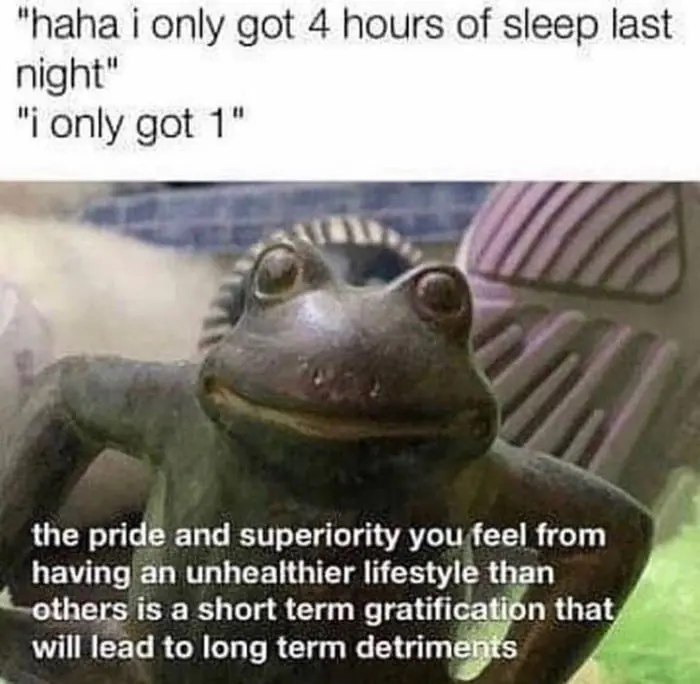 "haha i only got 4 hours of sleep last
night"
"i only got 1"
the pride and superiority you feel from
having an unhealthier lifestyle than
others is a short term gratification that
will lead to long term detriments